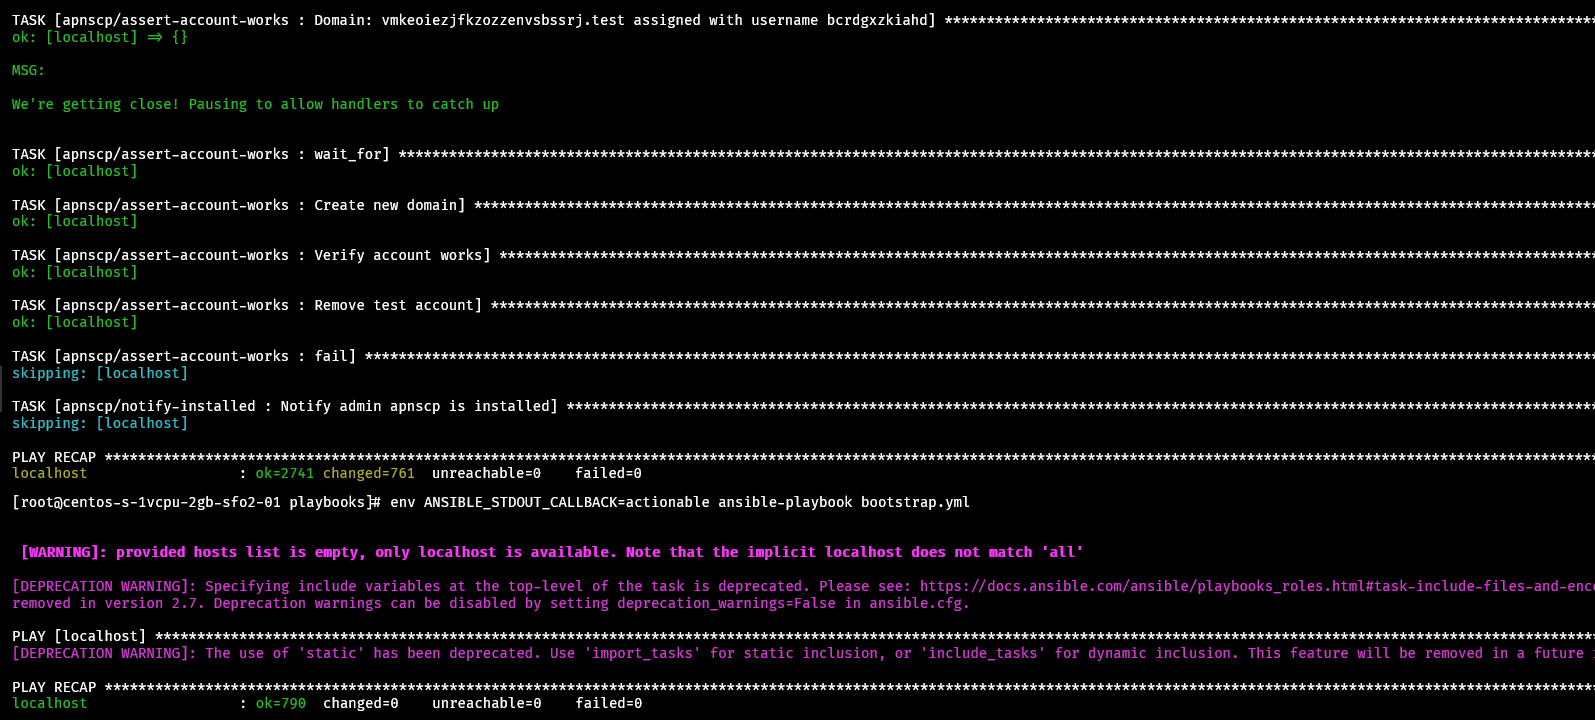 TASK [apnscp/assert-account-works : Domain: vmkeoiezjfkzozzenvsbssrj.test assigned with username bcrdgxzkiahd] ******************************************************************************
ok: [localhost] => {}
MSG:
We're getting close! Pausing to allow handlers to catch up
TASK [apnscp/assert-account-works : wait_for] **********************************************************************************************************************************************
ok: [localhost]
TASK [apnscp/assert-account-works : Create new domain] *************************************************************************************************************************************
ok: [localhost]
TASK [apnscp/assert-account-works : Verify account works] **********************************************************************************************************************************
ok: [localhost]
TASK [apnscp/assert-account-works : Remove test account] ***********************************************************************************************************************************
ok: [localhost]
TASK [apnscp/assert-account-works : fail] **************************************************************************************************************************************************
skipping: [localhost]
TASK [apnscp/notify-installed : Notify admin apnscp is installed] **************************************************************************************************************************
skipping: [localhost]
PLAY RECAP *********************************************************************************************************************************************************************************
localhost : ok=2741 changed=761 unreachable=0 failed=0
[root@centos-s-1vcpu-2gb-sfo2-01 playbooks]# env ANSIBLE_STDOUT_CALLBACK=actionable ansible-playbook bootstrap.yml
[WARNING]: provided hosts list is empty, only localhost is available. Note that the implicit localhost does not match 'all'
[DEPRECATION WARNING]: Specifying include variables at the top-level of the task is deprecated. Please see: https://docs.ansible.com/ansible/playbooks_roles.html#task-include-files-and-enco
removed in version 2.7. Deprecation warnings can be disabled by setting deprecation_warnings=False in ansible.cfg.
PLAY [localhost] ***************************************************************************************************************************************************************************
[DEPRECATION WARNING]: The use of 'static' has been deprecated. Use 'import_tasks' for static inclusion, or 'include_tasks' for dynamic inclusion. This feature will be removed in a future
PLAY RECAP *********************************************************************************************************************************************************************************
localhost : ok=790 changed=0 unreachable=0 failed=0